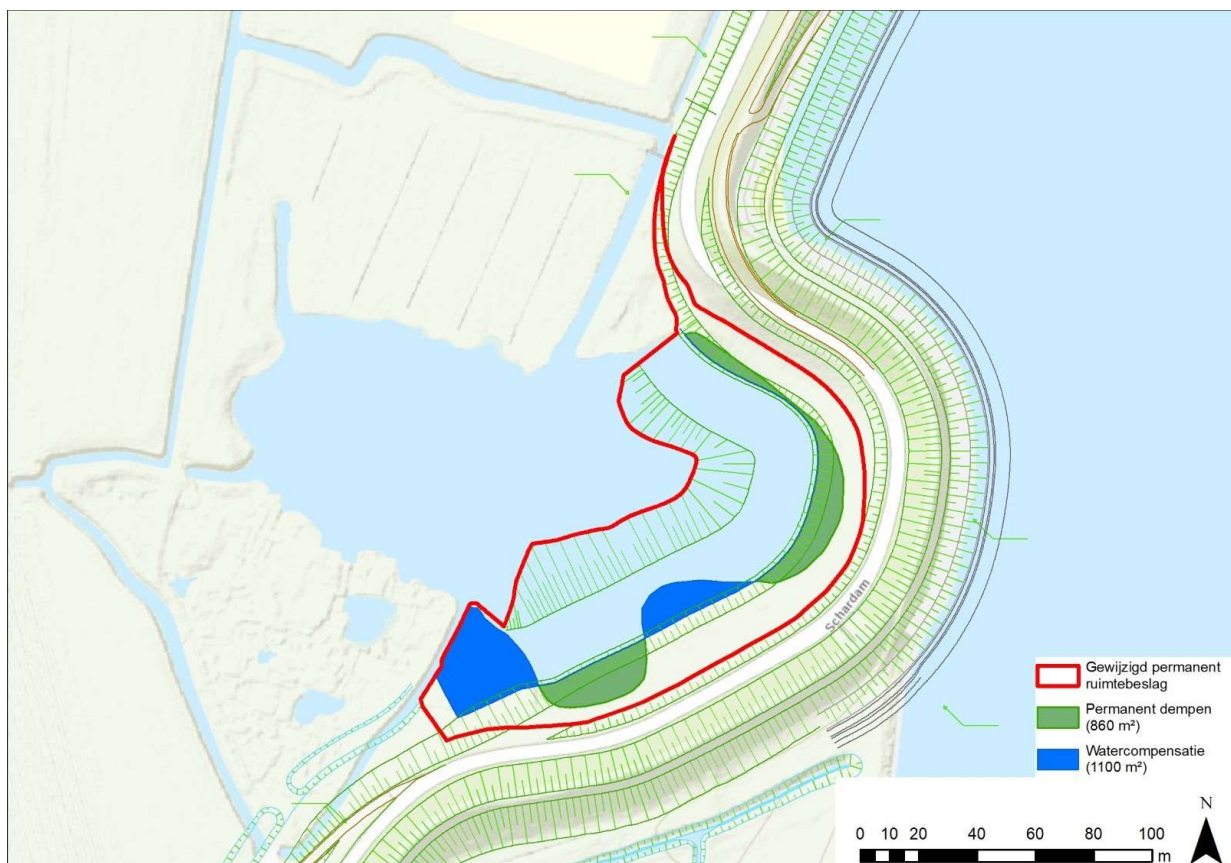 Schardam
Gewijzigd permanent
ruimtebeslag
Permanent dempen
(860 m²)
Watercompensatie
(1100 m²)
N
0 10 20 40 60 80 100
m